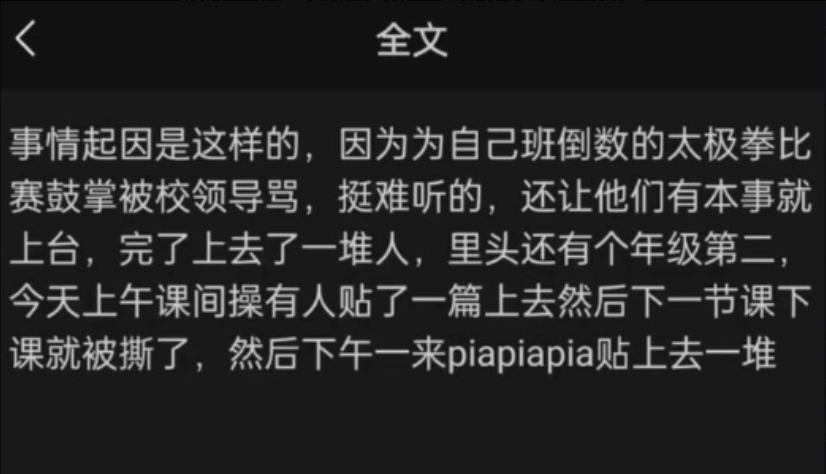 全文
事情起因是这样的，因为为自己班倒数的太极拳比
赛鼓掌被校领导骂，挺难听的，还让他们有本事就
上台，完了上去了一堆人，里头还有个年级第二，
今天上午课间操有人贴了一篇上去然后下一节课下
课就被撕了，然后下午一来piapiapia贴上去一堆